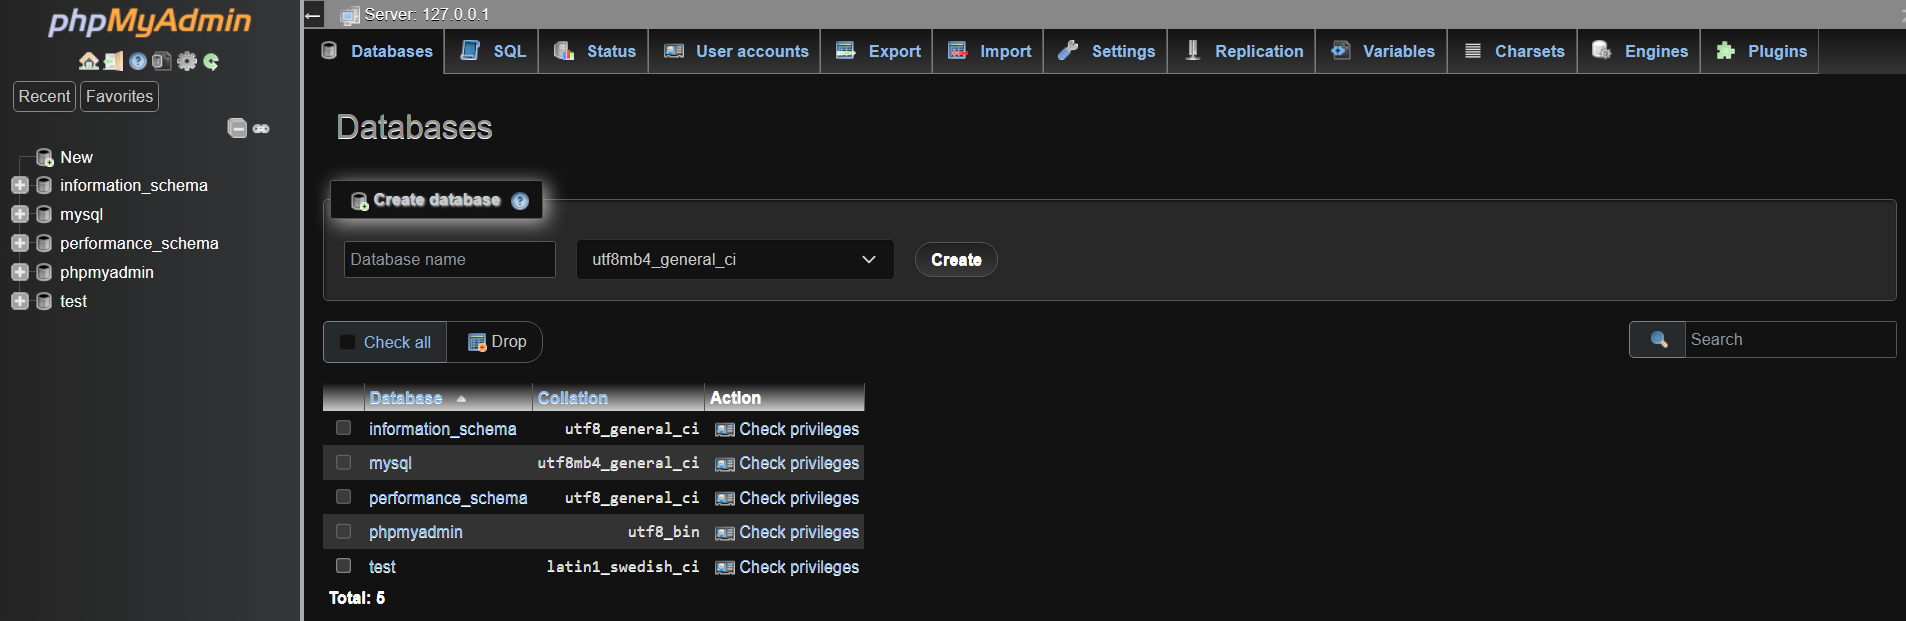 phpMyAdmin
Recent Favorites
New
information_schema
mysql
performance_schema
phpmyadmin
test
Server: 127.0.0.1
Databases SQL Status User accounts Export Import Settings Replication Variables Charsets Engines Plugins
Databases
Create database
Database name utf8mb4_general_ci Create
Check all Drop Search
Database Collation Action
information_schema utf8_general_ci Check privileges
mysql utf8mb4_general_ci Check privileges
performance_schema utf8_general_ci Check privileges
phpmyadmin utf8_bin Check privileges
test latin1_swedish_ci Check privileges
Total: 5